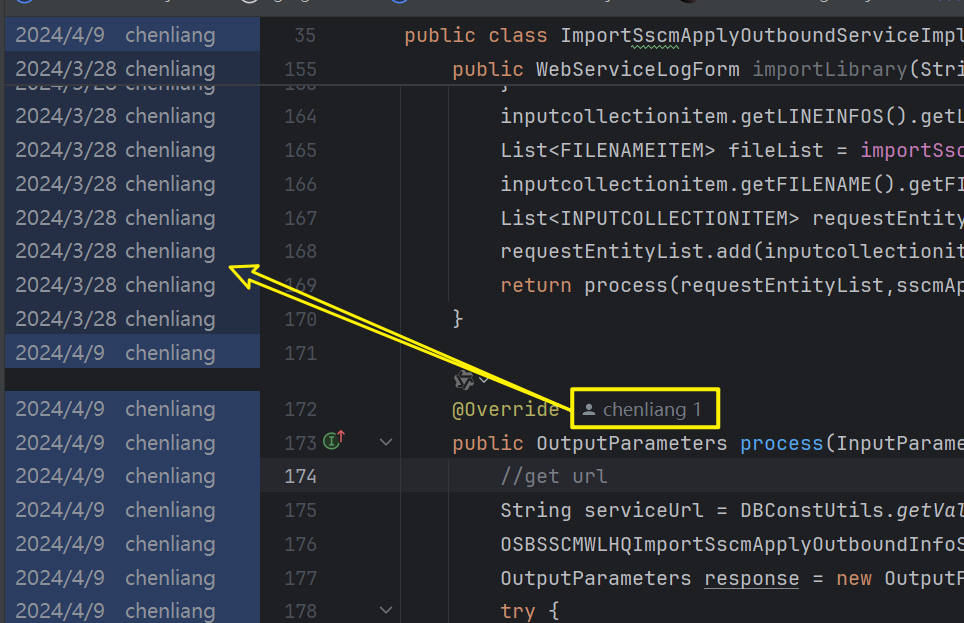 2024/4/9 chenliang 35 public class ImportSscmApplyOutboundServiceImpl
2024/3/28 chenliang 155 public WebServiceLogForm importLibrary(Stri
2024/3/28 chenliang 164 inputcollectionitem.getLINEINFOS().getL
2024/3/28 chenliang 165 List<FILENAMEITEM> fileList = importSsc
2024/3/28 chenliang 166 inputcollectionitem.getFILENAME().getFI
2024/3/28 chenliang 167 List<INPUTCOLLECTIONITEM> requestEntity
2024/3/28 chenliang 168 requestEntityList.add(inputcollectionit
2024/3/28 chenliang 169 return process(requestEntityList,sscmAp
2024/3/28 chenliang 170 }
2024/4/9 chenliang 171
2024/4/9 chenliang 172 @Override chenliang 1
2024/4/9 chenliang 173 public OutputParameters process(InputParame
2024/4/9 chenliang 174 //get url
2024/4/9 chenliang 175 String serviceUrl = DBConstUtils.getVal
2024/4/9 chenliang 176 OSBSSCMWLHQImportSscmApplyOutboundInfoS
2024/4/9 chenliang 177 OutputParameters response = new OutputP
2024/4/9 chenliang 178 try {